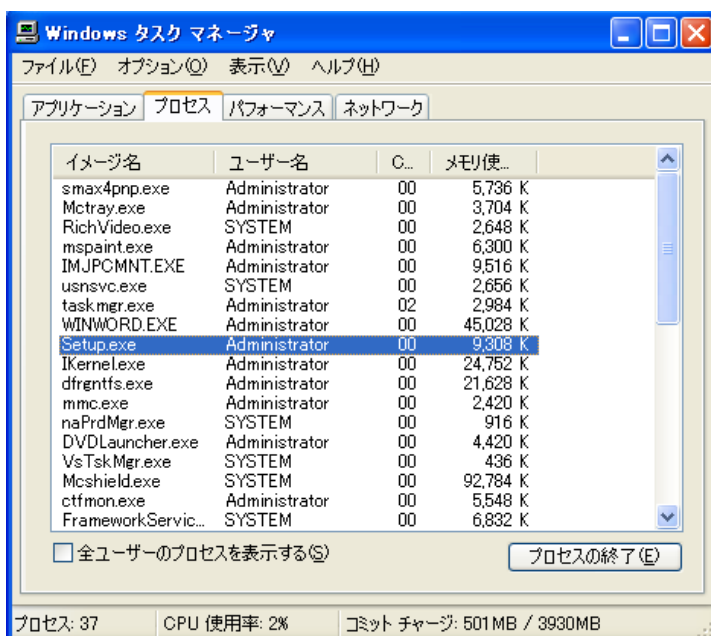 Windows タスク マネージャ
ファイル(F) オプション(O) 表示(V) ヘルプ(H)
アプリケーション プロセス パフォーマンス ネットワーク
イメージ名 ユーザー名 C... メモリ使...
smax4pnp.exe Administrator 00 5,736 K
Mctray.exe Administrator 00 3,704 K
RichVideo.exe SYSTEM 00 2,648 K
mspaint.exe Administrator 00 6,300 K
IMJPCMNT.EXE Administrator 00 9,516 K
usnsvc.exe SYSTEM 00 2,656 K
taskmgr.exe Administrator 02 2,984 K
WINWORD.EXE Administrator 00 45,028 K
Setup.exe Administrator 00 9,308 K
IKernel.exe Administrator 00 24,752 K
dfrgntfs.exe Administrator 00 21,628 K
mmc.exe Administrator 00 2,420 K
naPrdMgr.exe SYSTEM 00 916 K
DVDLauncher.exe Administrator 00 4,420 K
VsTskMgr.exe SYSTEM 00 436 K
Mcshield.exe SYSTEM 00 92,784 K
ctfmon.exe Administrator 00 5,548 K
FrameworkServic... SYSTEM 00 6,832 K
全ユーザーのプロセスを表示する(S) プロセスの終了(E)
プロセス: 37 CPU 使用率: 2% コミット チャージ: 501MB / 3930MB